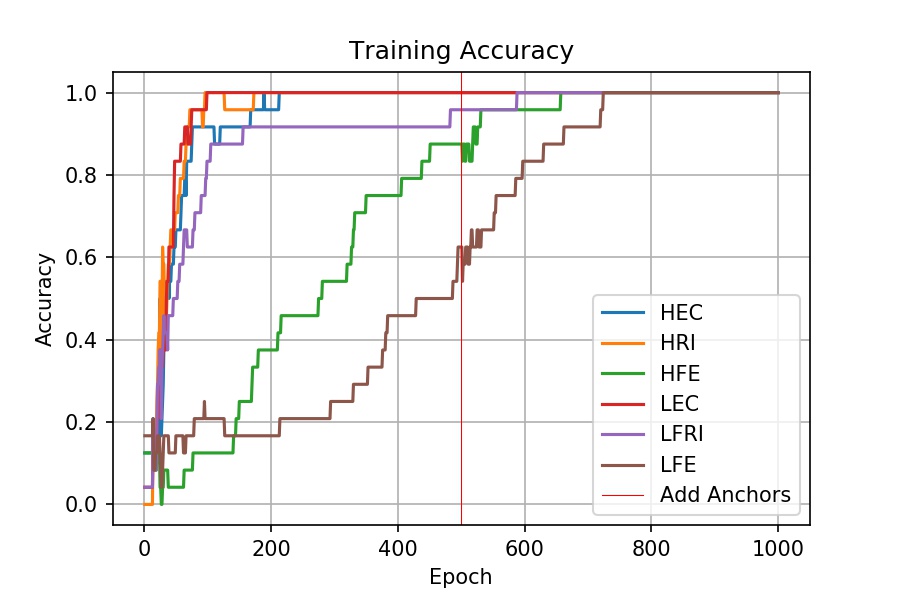 Training Accuracy
1.0
0.8
0.6
0.4
0.2
0.0
Accuracy
0 200 400 600 800 1000
Epoch
HEC
HRI
HFE
LEC
LFRI
LFE
Add Anchors